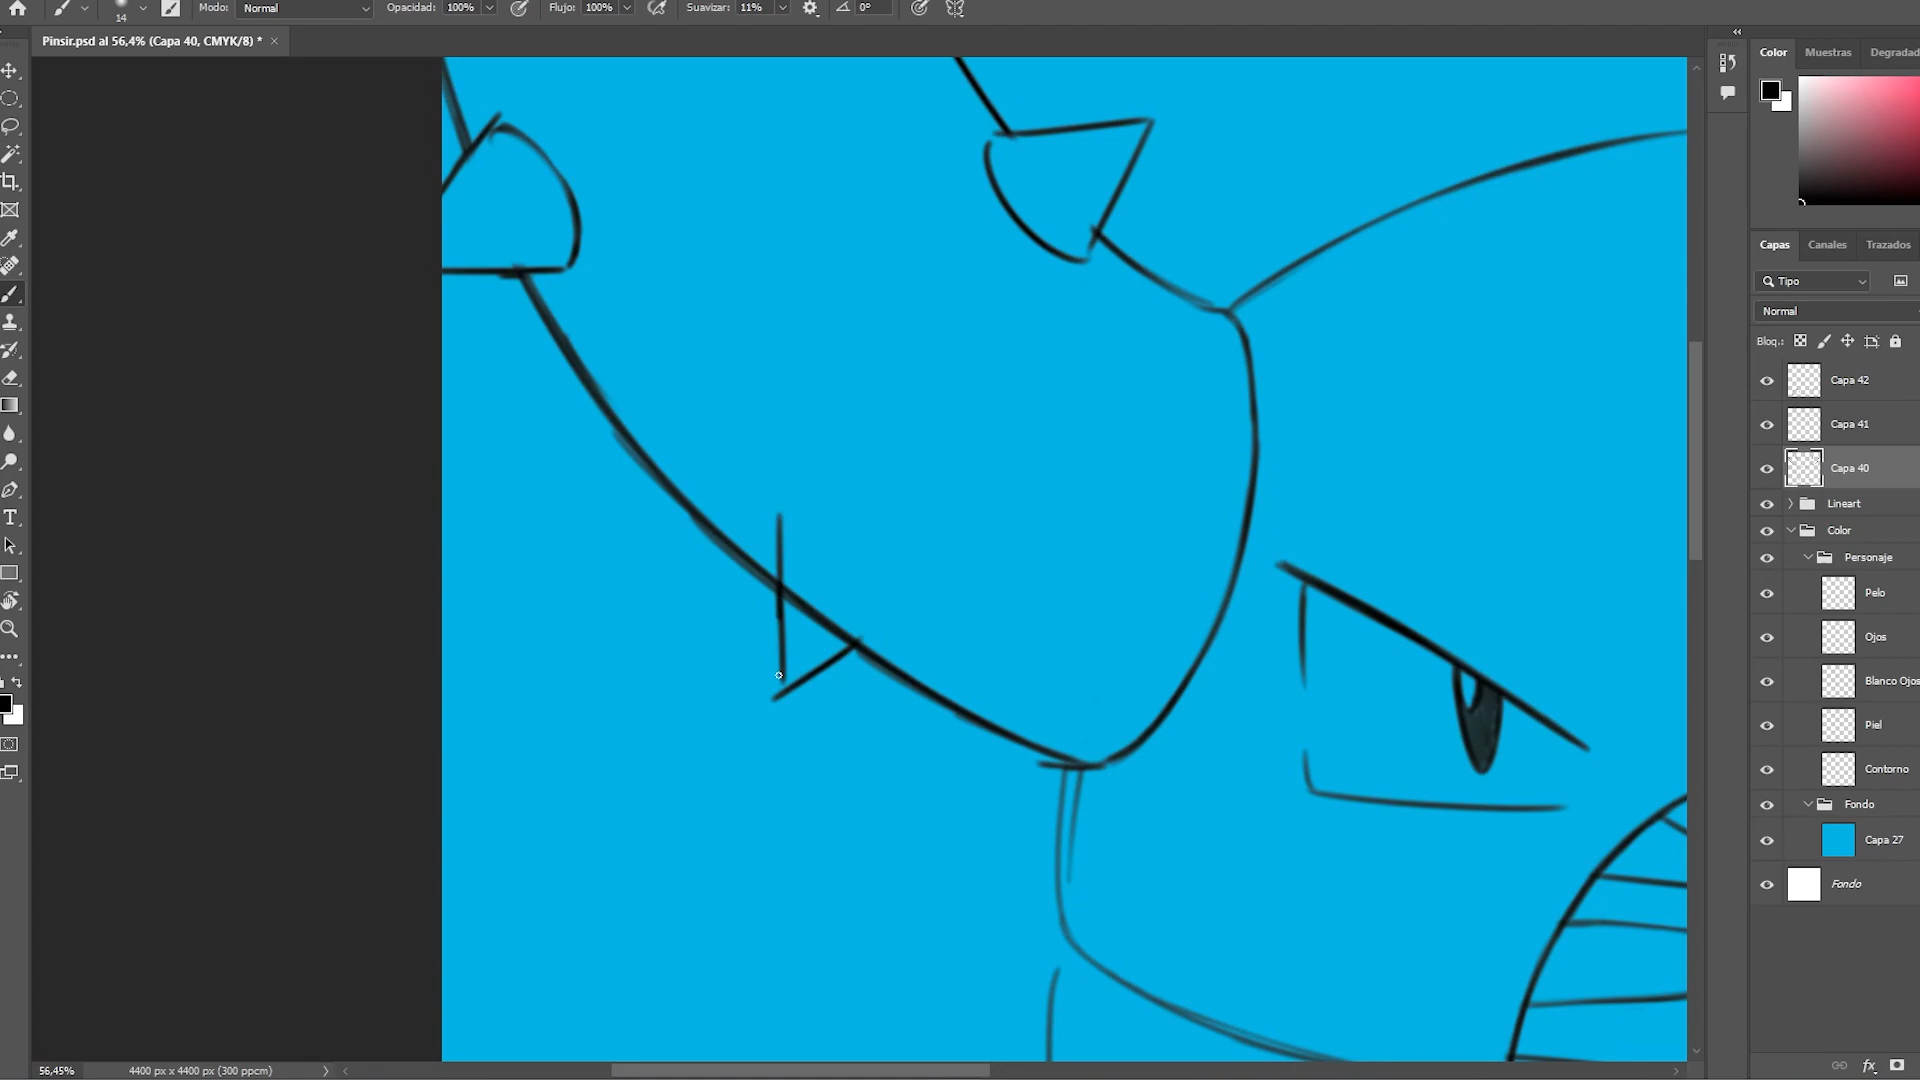 14 Modo: Normal Opacidad: 100% Flujo: 100% Suavizar: 11% 0°
Pinsir.psd al 56,4% (Capa 40, CMYK/8) *
Color Muestras Degradad
Capas Canales Trazados
Tipo
Normal
Bloq.:
Capa 42
Capa 41
Capa 40
Lineart
Color
Personaje
Pelo
Ojos
Blanco Ojos
Piel
Contorno
Fondo
Capa 27
Fondo
fx
56,45% 4400 px x 4400 px (300 ppcm)